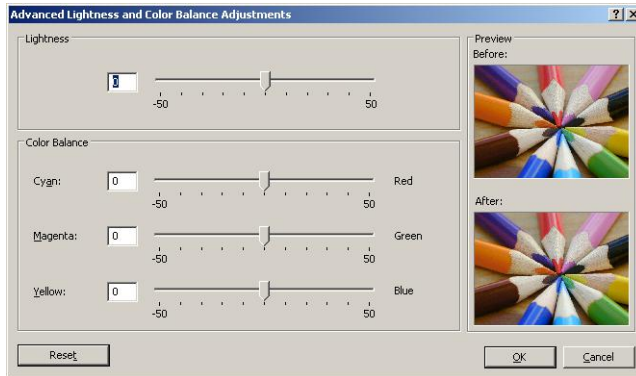 Advanced Lightness and Color Balance Adjustments
Lightness
0
-50 50
Color Balance
Cyan: 0 Red
-50 50
Magenta: 0 Green
-50 50
Yellow: 0 Blue
-50 50
Reset
Preview
Before:
After:
OK Cancel